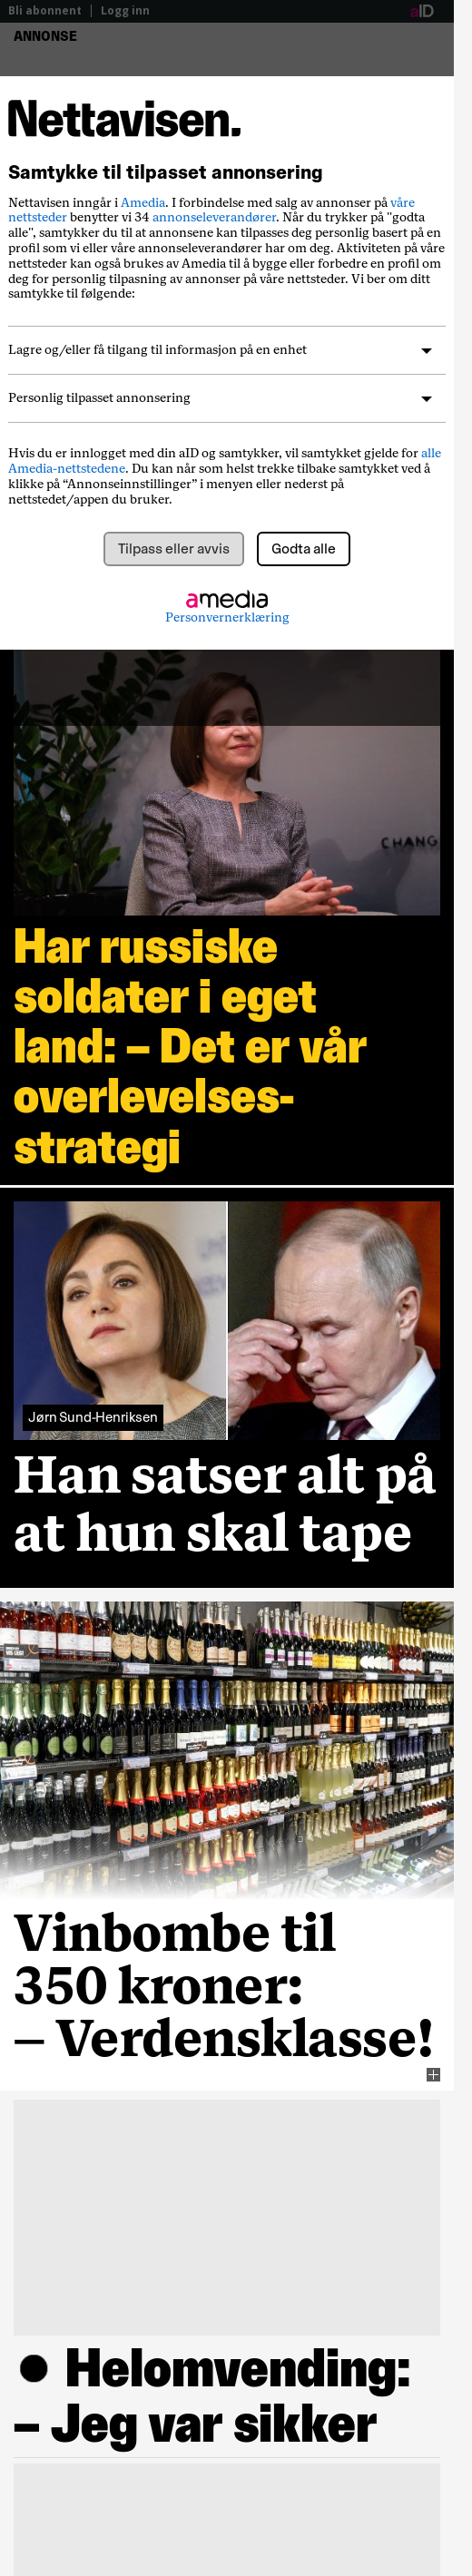 Bli abonnent | Logg inn
aID
ANNONSE
Nettavisen.
Samtykke til tilpasset annonsering
Nettavisen inngår i Amedia. I forbindelse med salg av annonser på våre
nettsteder benytter vi 34 annonseleverandører. Når du trykker på "godta
alle", samtykker du til at annonsene kan tilpasses deg personlig basert på en
profil som vi eller våre annonseleverandører har om deg. Aktiviteten på våre
nettsteder kan også brukes av Amedia til å bygge eller forbedre en profil om
deg for personlig tilpasning av annonser på våre nettsteder. Vi ber om ditt
samtykke til følgende:
Lagre og/eller få tilgang til informasjon på en enhet
Personlig tilpasset annonsering
Hvis du er innlogget med din aID og samtykker, vil samtykket gjelde for alle
Amedia-nettstedene. Du kan når som helst trekke tilbake samtykket ved å
klikke på “Annonseinnstillinger” i menyen eller nederst på
nettstedet/appen du bruker.
Tilpass eller avvis
Godta alle
amedia
Personvernerklæring
CHANG
Har russiske
soldater i eget
land: – Det er vår
overlevelses-
strategi
Jørn Sund-Henriksen
Han satser alt på
at hun skal tape
Vinbombe til
350 kroner:
– Verdensklasse!
● Helomvending:
– Jeg var sikker